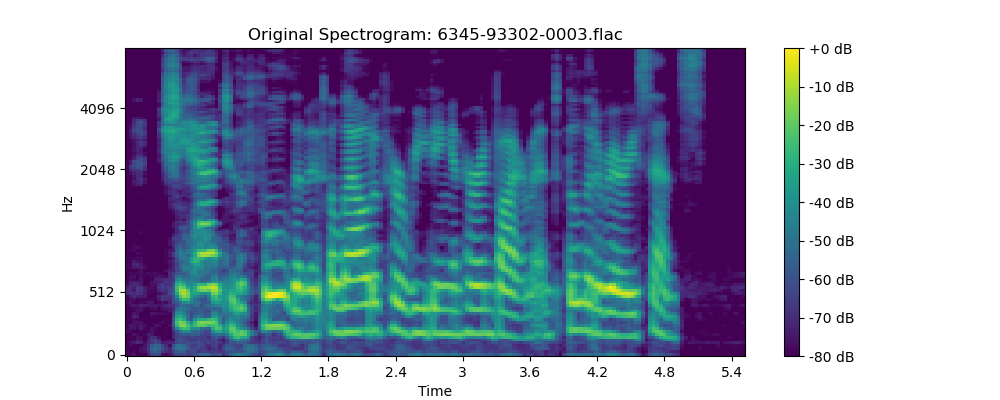 Original Spectrogram: 6345-93302-0003.flac
Hz
4096
2048
1024
512
0
0 0.6 1.2 1.8 2.4 3 3.6 4.2 4.8 5.4
Time
+0 dB
-10 dB
-20 dB
-30 dB
-40 dB
-50 dB
-60 dB
-70 dB
-80 dB